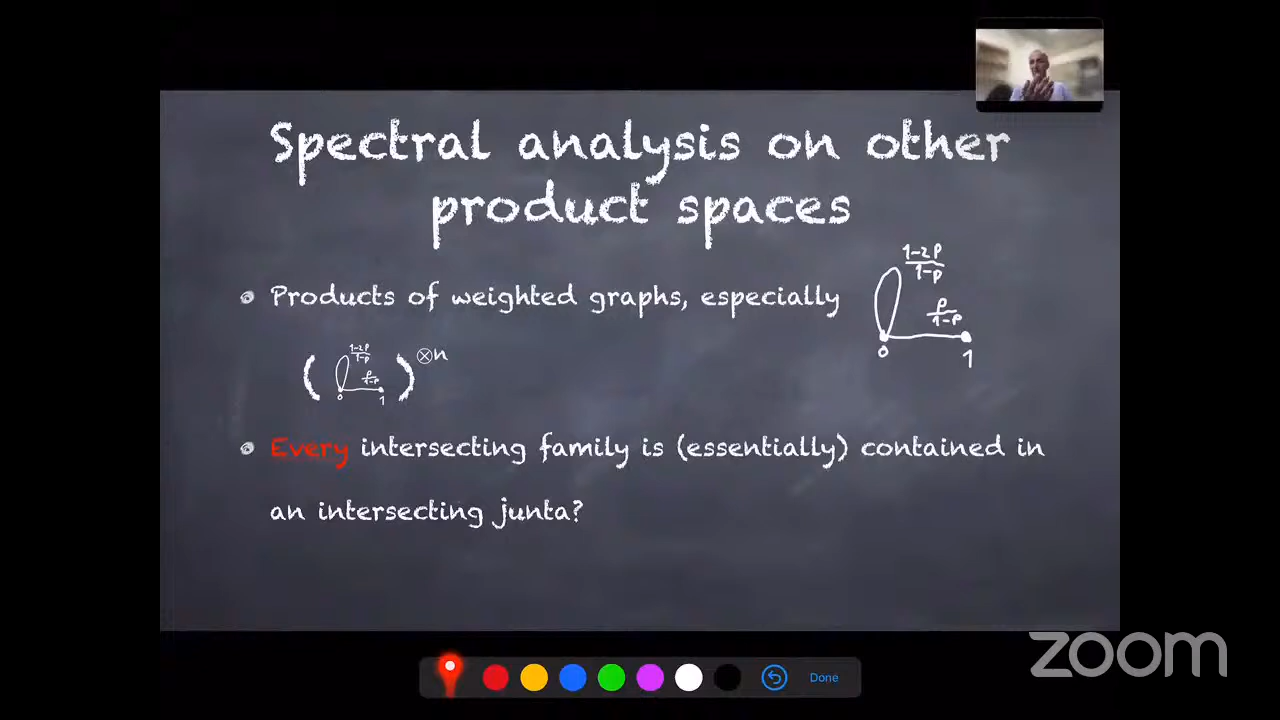 Spectral analysis on other
product spaces
Products of weighted graphs, especially
1-2p
1-p
p
1-p
0
1
(
1-2p
1-p
p
1-p
0
1
)⊗n
Every intersecting family is (essentially) contained in
an intersecting junta?
Done
zoom